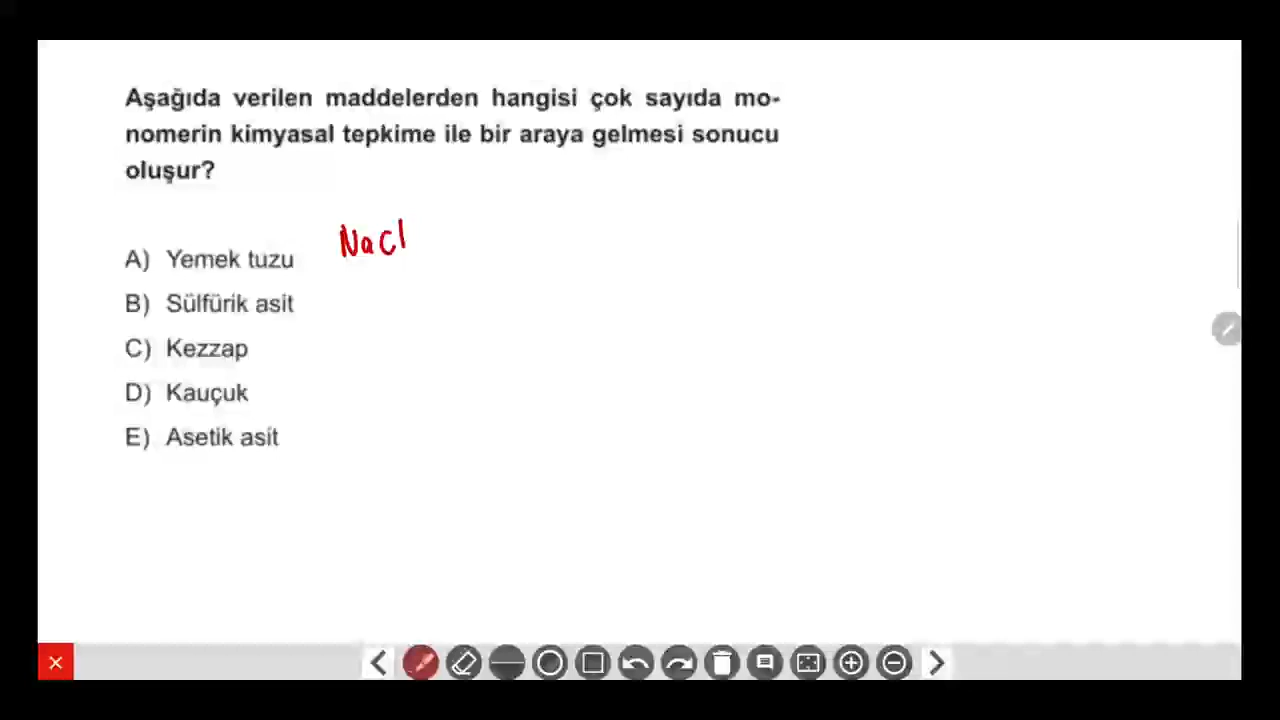 Aşağıda verilen maddelerden hangisi çok sayıda mo-
nomerin kimyasal tepkime ile bir araya gelmesi sonucu
oluşur?
A) Yemek tuzu NaCl
B) Sülfürik asit
C) Kezzap
D) Kauçuk
E) Asetik asit